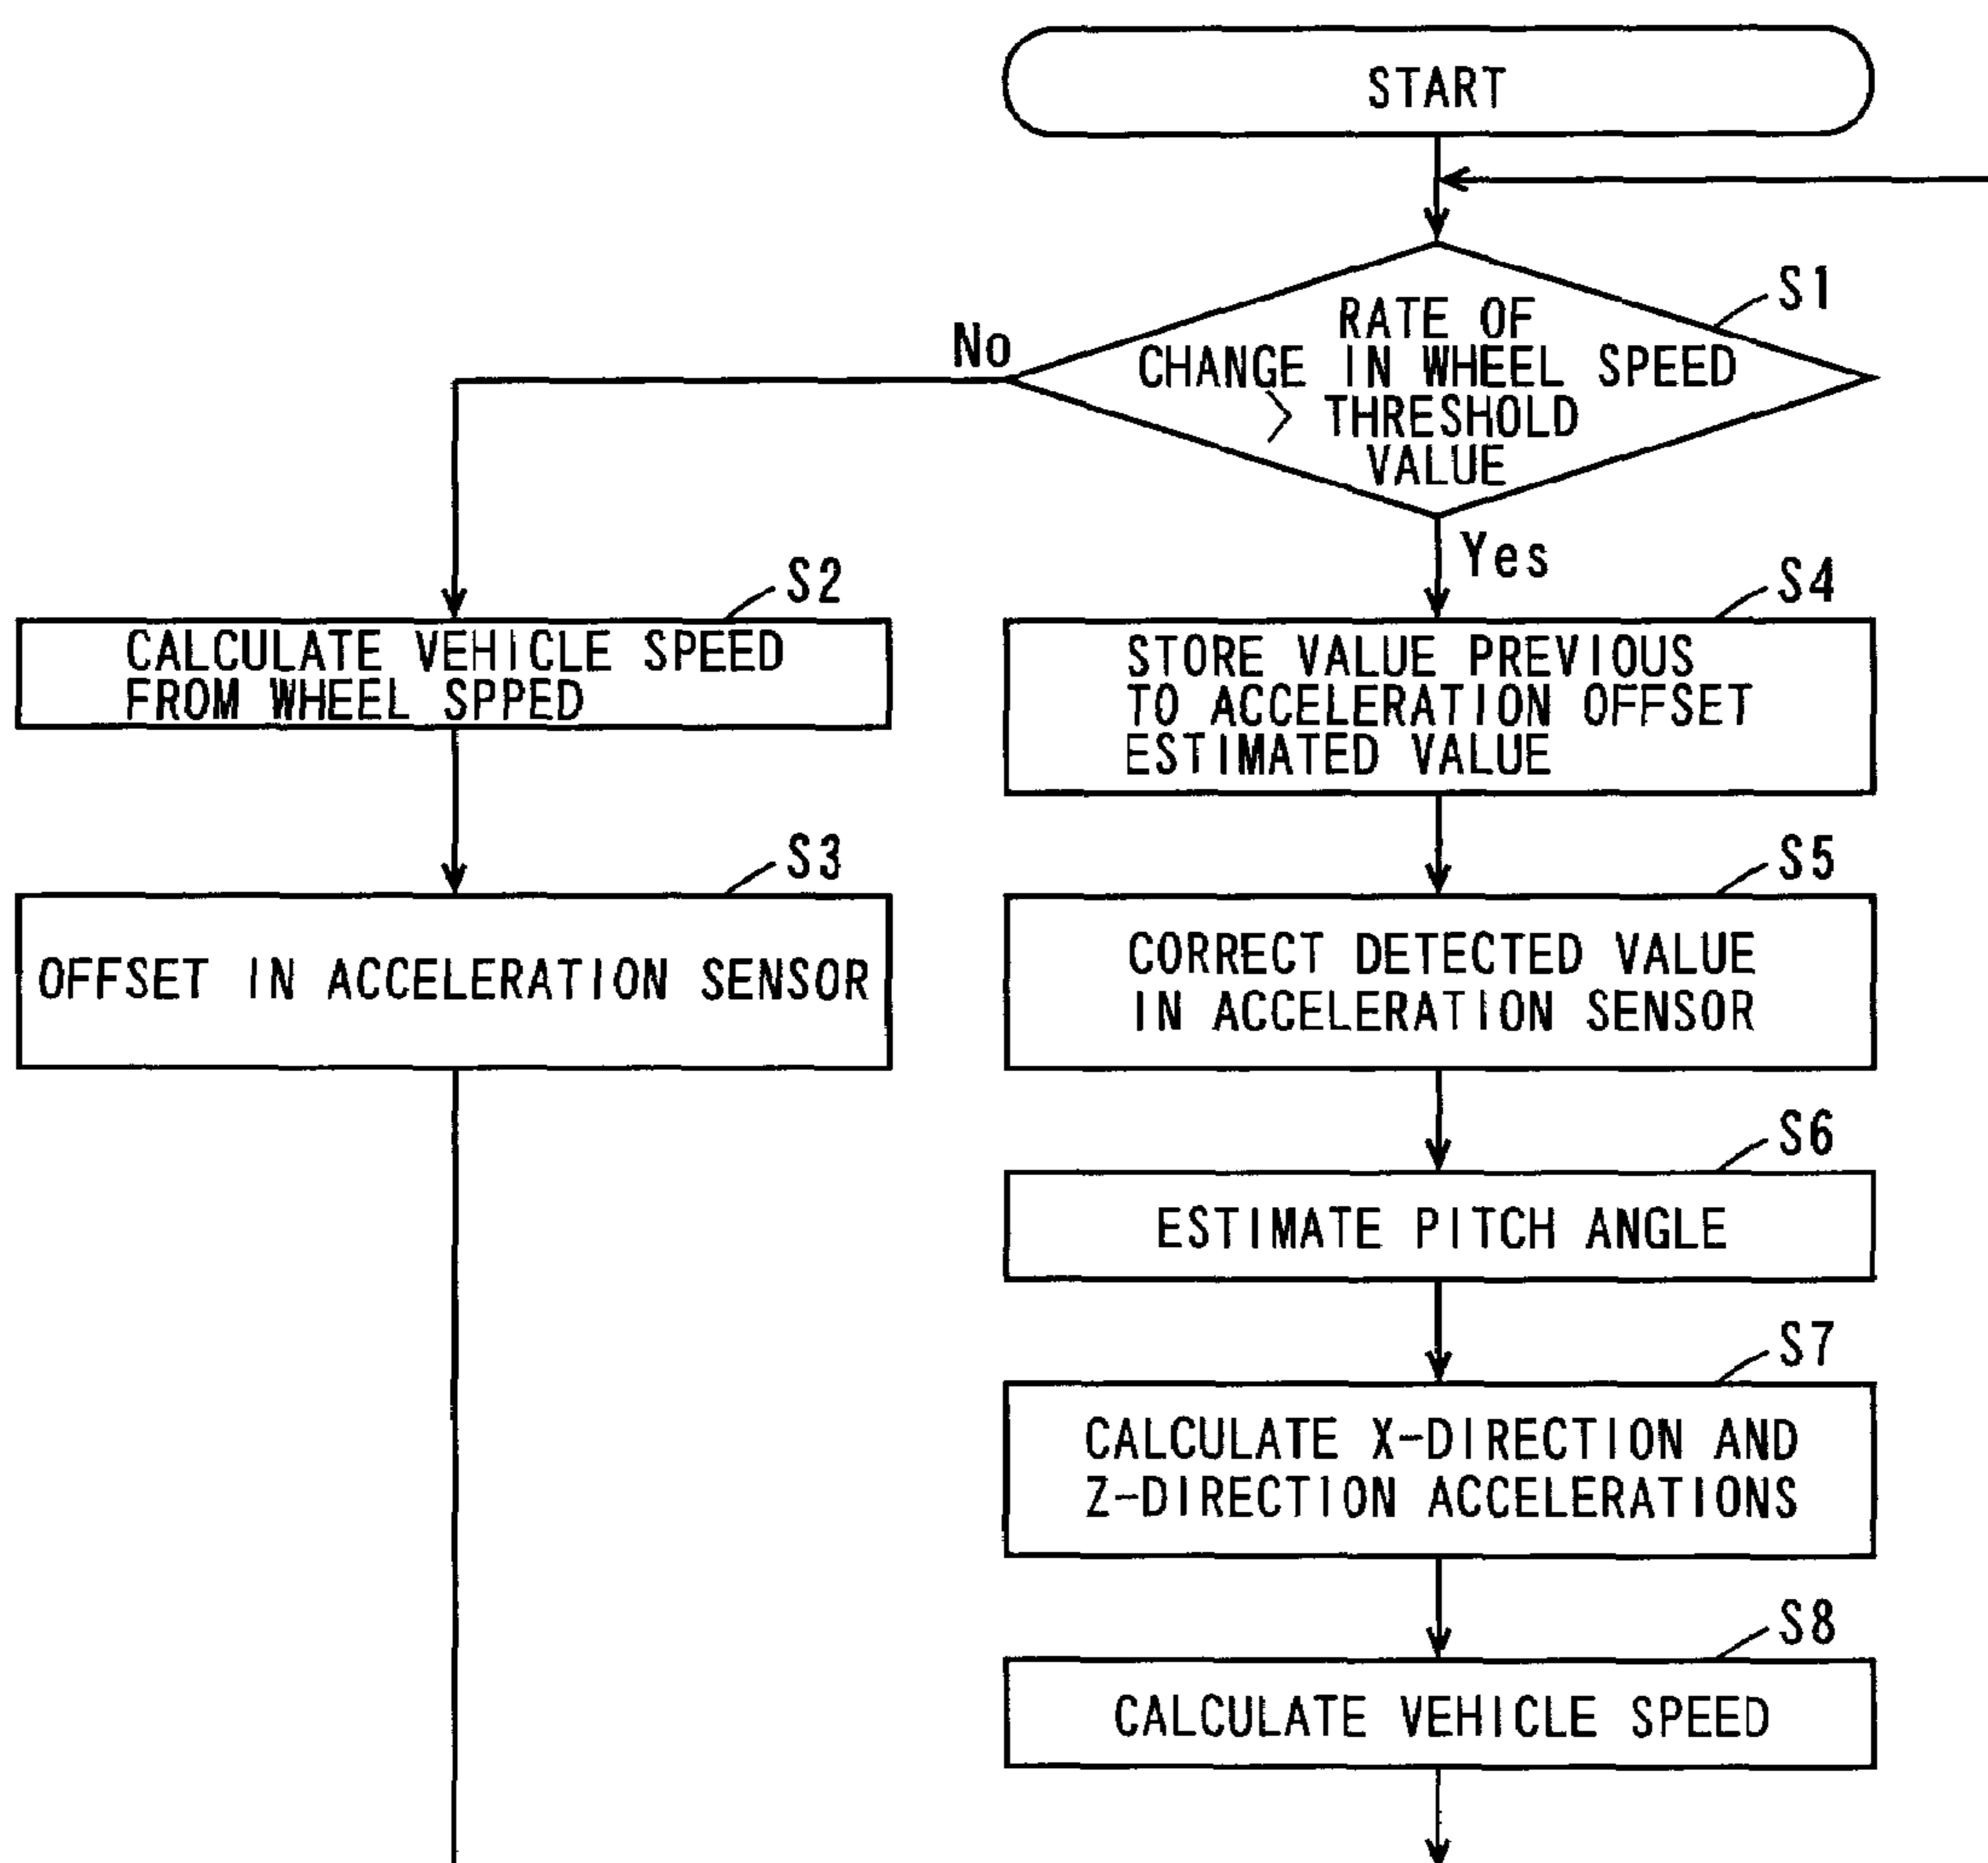 START
S1
RATE OF
CHANGE IN WHEEL SPEED
> THRESHOLD
VALUE
No
Yes
S2
CALCULATE VEHICLE SPEED
FROM WHEEL SPPED
S4
STORE VALUE PREVIOUS
TO ACCELERATION OFFSET
ESTIMATED VALUE
S3
OFFSET IN ACCELERATION SENSOR
S5
CORRECT DETECTED VALUE
IN ACCELERATION SENSOR
S6
ESTIMATE PITCH ANGLE
S7
CALCULATE X-DIRECTION AND
Z-DIRECTION ACCELERATIONS
S8
CALCULATE VEHICLE SPEED